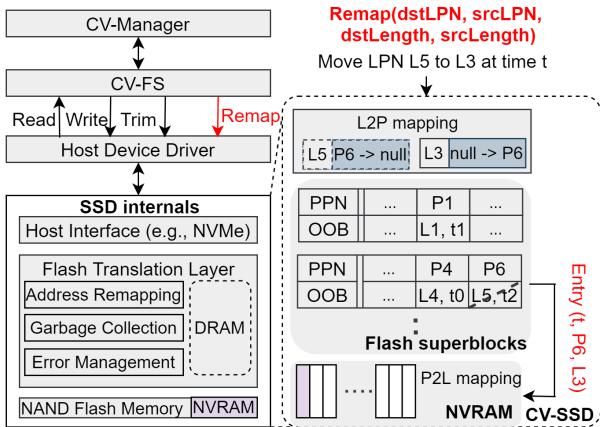 CV-Manager
CV-FS
Read Write Trim Remap
Host Device Driver
SSD internals
Host Interface (e.g., NVMe)
Flash Translation Layer
Address Remapping
Garbage Collection
Error Management
DRAM
NAND Flash Memory NVRAM
Remap(dstLPN, srcLPN,
dstLength, srcLength)
Move LPN L5 to L3 at time t
L2P mapping
L5 P6 -> null L3 null -> P6
PPN ... P1 ...
OOB ... L1, t1 ...
PPN ... P4 P6
OOB ... L4, t0 L5, t2
Flash superblocks
Entry (t, P6, L3)
P2L mapping
NVRAM
CV-SSD